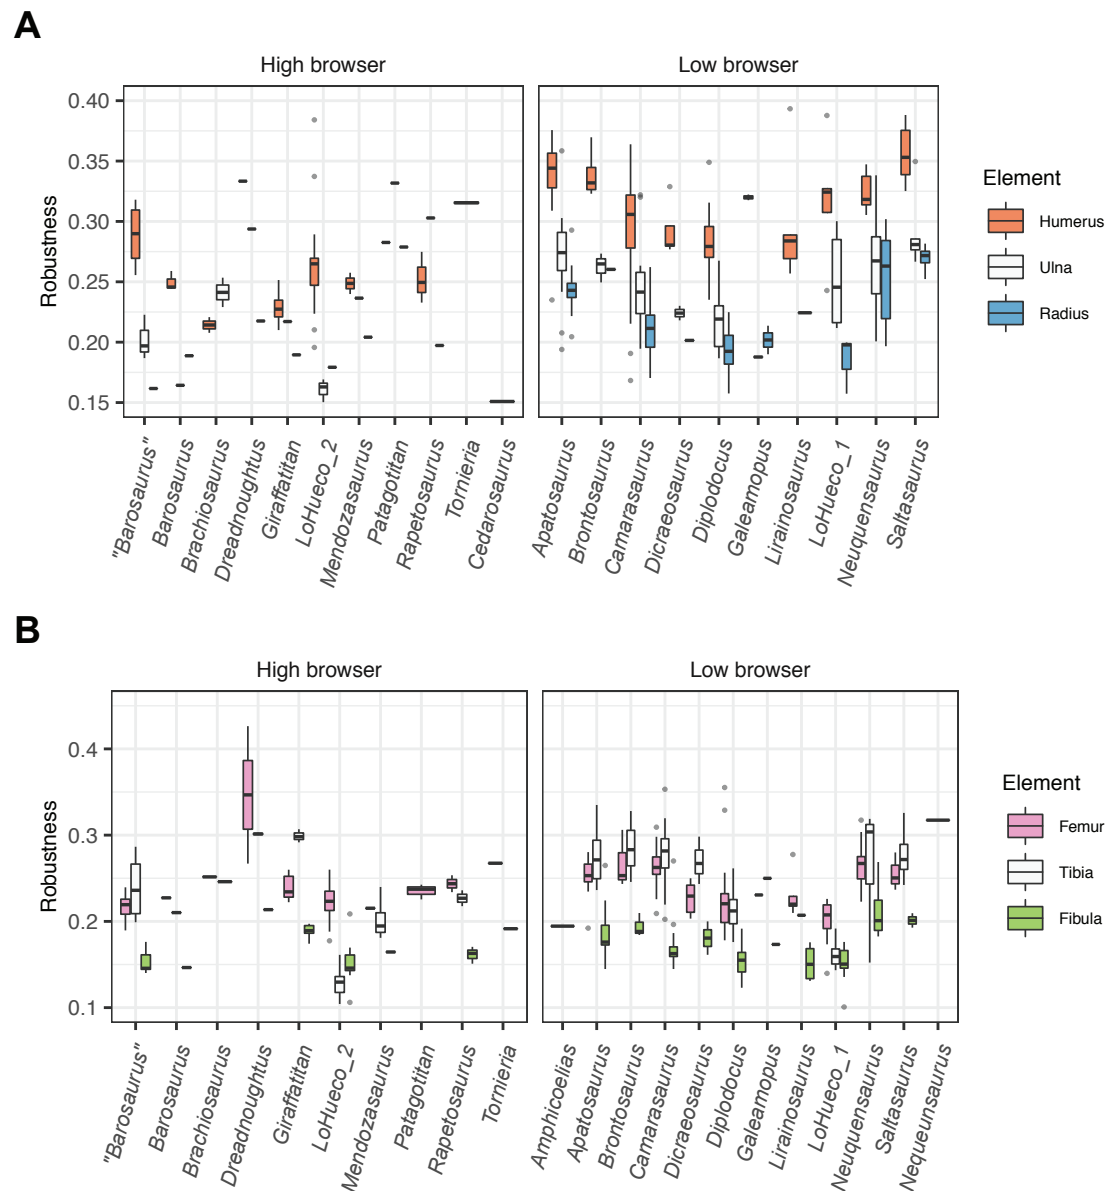 A
High browser
Low browser
0.40
0.35
0.30
0.25
0.20
0.15
Robustness
"Barosaurus"
Barosaurus
Brachiosaurus
Dreadnoughtus
Giraffatitan
LoHueco_2
Mendozasaurus
Patagotitan
Rapetosaurus
Tornieria
Cedarosaurus
Apatosaurus
Brontosaurus
Camarasaurus
Dicraeosaurus
Diplodocus
Galeamopus
Lirainosaurus
LoHueco_1
Neuquensaurus
Saltasaurus
Element
Humerus
Ulna
Radius
B
High browser
Low browser
0.4
0.3
0.2
0.1
Robustness
"Barosaurus"
Barosaurus
Brachiosaurus
Dreadnoughtus
Giraffatitan
LoHueco_2
Mendozasaurus
Patagotitan
Rapetosaurus
Tornieria
Amphicoelias
Apatosaurus
Brontosaurus
Camarasaurus
Dicraeosaurus
Diplodocus
Galeamopus
Lirainosaurus
LoHueco_1
Neuquensaurus
Saltasaurus
Nequeunsaurus
Element
Femur
Tibia
Fibula